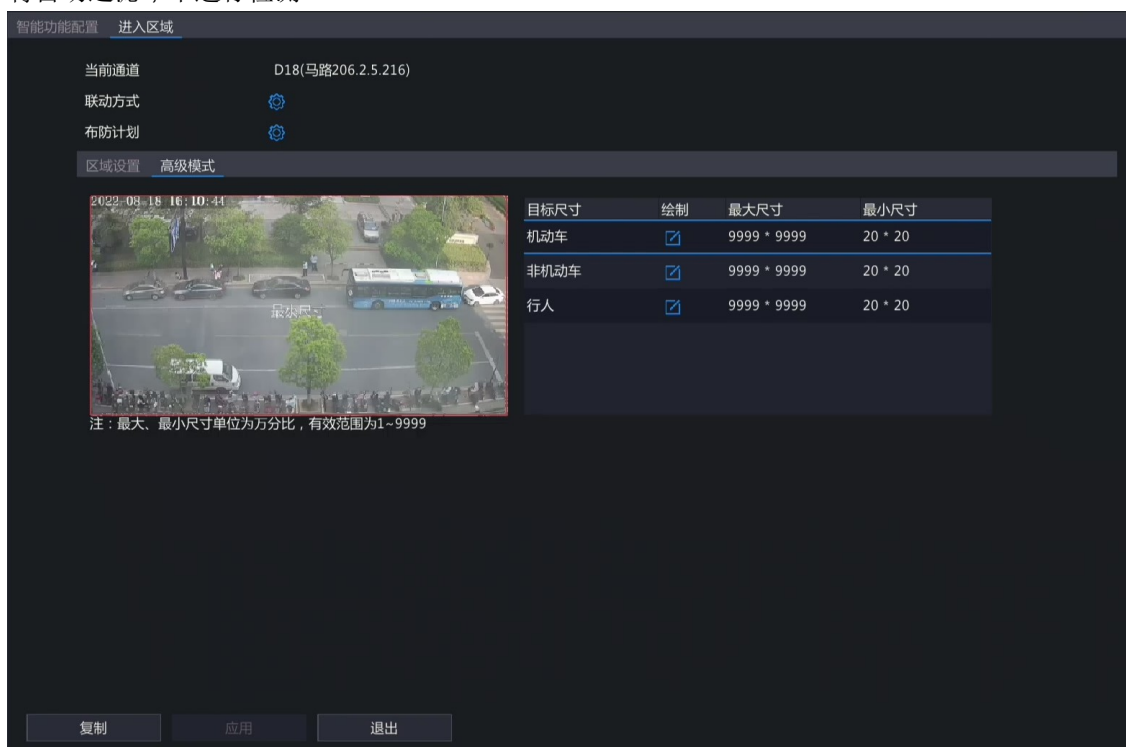 智能功能配置 进入区域
当前通道 D18(马路206.2.5.216)
联动方式
布防计划
区域设置 高级模式
2022-08-18 16:10:44
目标尺寸 绘制 最大尺寸 最小尺寸
机动车 9999 * 9999 20 * 20
非机动车 9999 * 9999 20 * 20
行人 9999 * 9999 20 * 20
注：最大、最小尺寸单位为万分比，有效范围为1~9999
复制 应用 退出